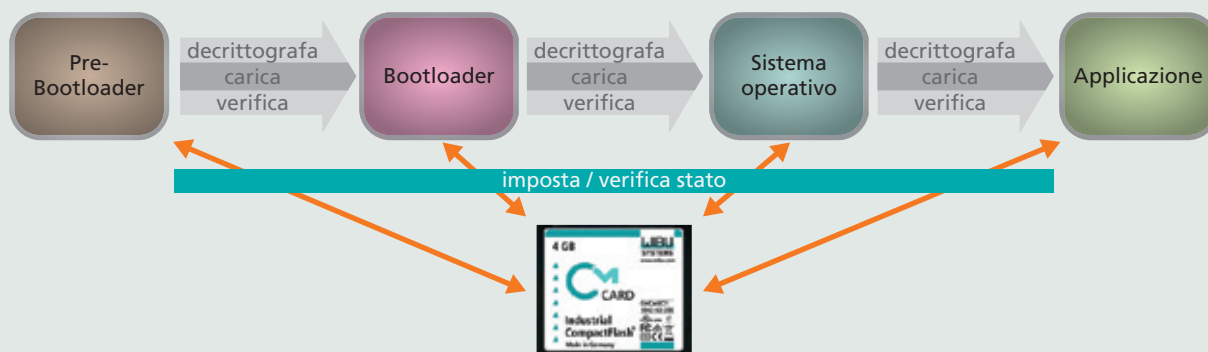 Pre-
Bootloader
decrittografa
carica
verifica
Bootloader
decrittografa
carica
verifica
Sistema
operativo
decrittografa
carica
verifica
Applicazione
imposta / verifica stato
4 GB
WIBU
SYSTEMS
CM
CARD
Industrial
CompactFlash®
Made in Germany